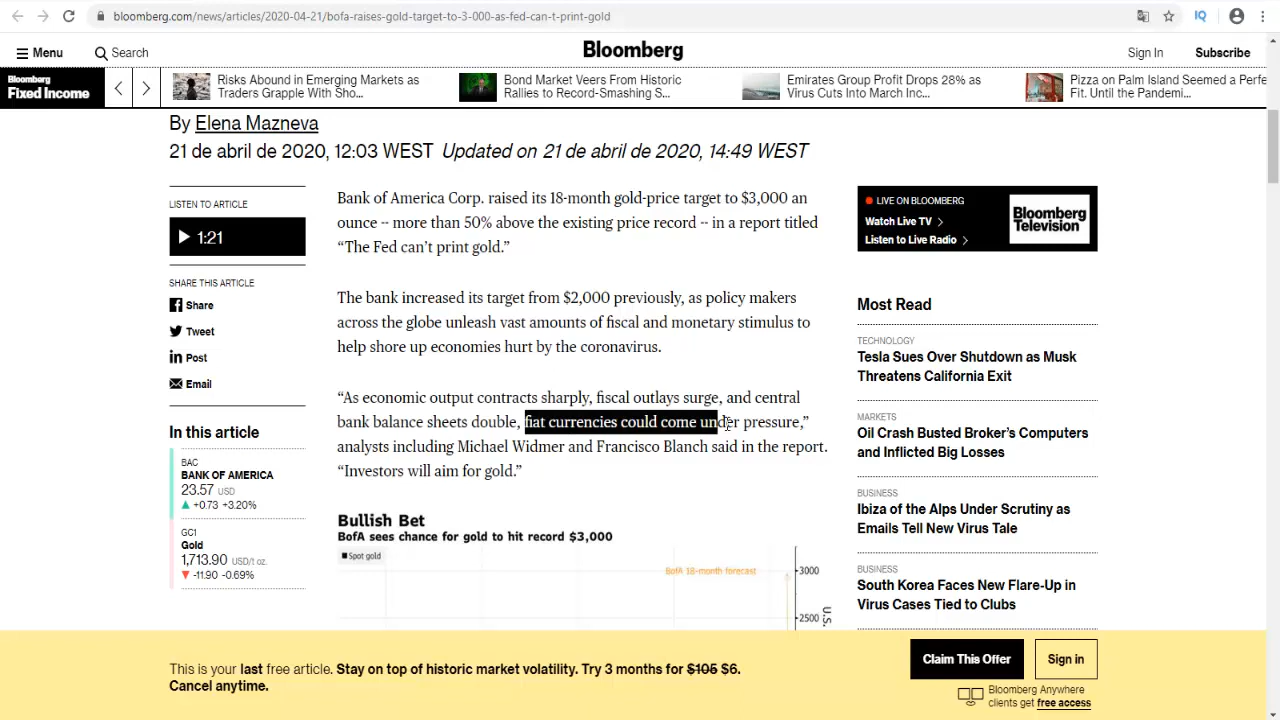 bloomberg.com/news/articles/2020-04-21/bofa-raises-gold-target-to-3-000-as-fed-can-t-print-gold
Menu
Search
Bloomberg
Sign In
Subscribe
Bloomberg
Fixed Income
Risks Abound in Emerging Markets as
Traders Grapple With Sho...
Bond Market Veers From Historic
Rallies to Record-Smashing S...
Emirates Group Profit Drops 28% as
Virus Cuts Into March Inc...
Pizza on Palm Island Seemed a Perfe
Fit. Until the Pandemi...
By Elena Mazneva
21 de abril de 2020, 12:03 WEST Updated on 21 de abril de 2020, 14:49 WEST
LISTEN TO ARTICLE
1:21
SHARE THIS ARTICLE
Share
Tweet
Post
Email
In this article
BAC
BANK OF AMERICA
23.57 USD
▲ +0.73 +3.20%
GC1
Gold
1,713.90 USD/t oz.
▼ -11.90 -0.69%
Bank of America Corp. raised its 18-month gold-price target to $3,000 an
ounce -- more than 50% above the existing price record -- in a report titled
“The Fed can’t print gold.”
The bank increased its target from $2,000 previously, as policy makers
across the globe unleash vast amounts of fiscal and monetary stimulus to
help shore up economies hurt by the coronavirus.
“As economic output contracts sharply, fiscal outlays surge, and central
bank balance sheets double, fiat currencies could come under pressure,”
analysts including Michael Widmer and Francisco Blanch said in the report.
“Investors will aim for gold.”
Bullish Bet
BofA sees chance for gold to hit record $3,000
Spot gold
BofA 18-month forecast
3000
2500
U.S.
LIVE ON BLOOMBERG
Watch Live TV
Listen to Live Radio
Bloomberg
Television
Most Read
TECHNOLOGY
Tesla Sues Over Shutdown as Musk
Threatens California Exit
MARKETS
Oil Crash Busted Broker’s Computers
and Inflicted Big Losses
BUSINESS
Ibiza of the Alps Under Scrutiny as
Emails Tell New Virus Tale
BUSINESS
South Korea Faces New Flare-Up in
Virus Cases Tied to Clubs
This is your last free article. Stay on top of historic market volatility. Try 3 months for $105 $6.
Cancel anytime.
Claim This Offer
Sign in
Bloomberg Anywhere
clients get free access